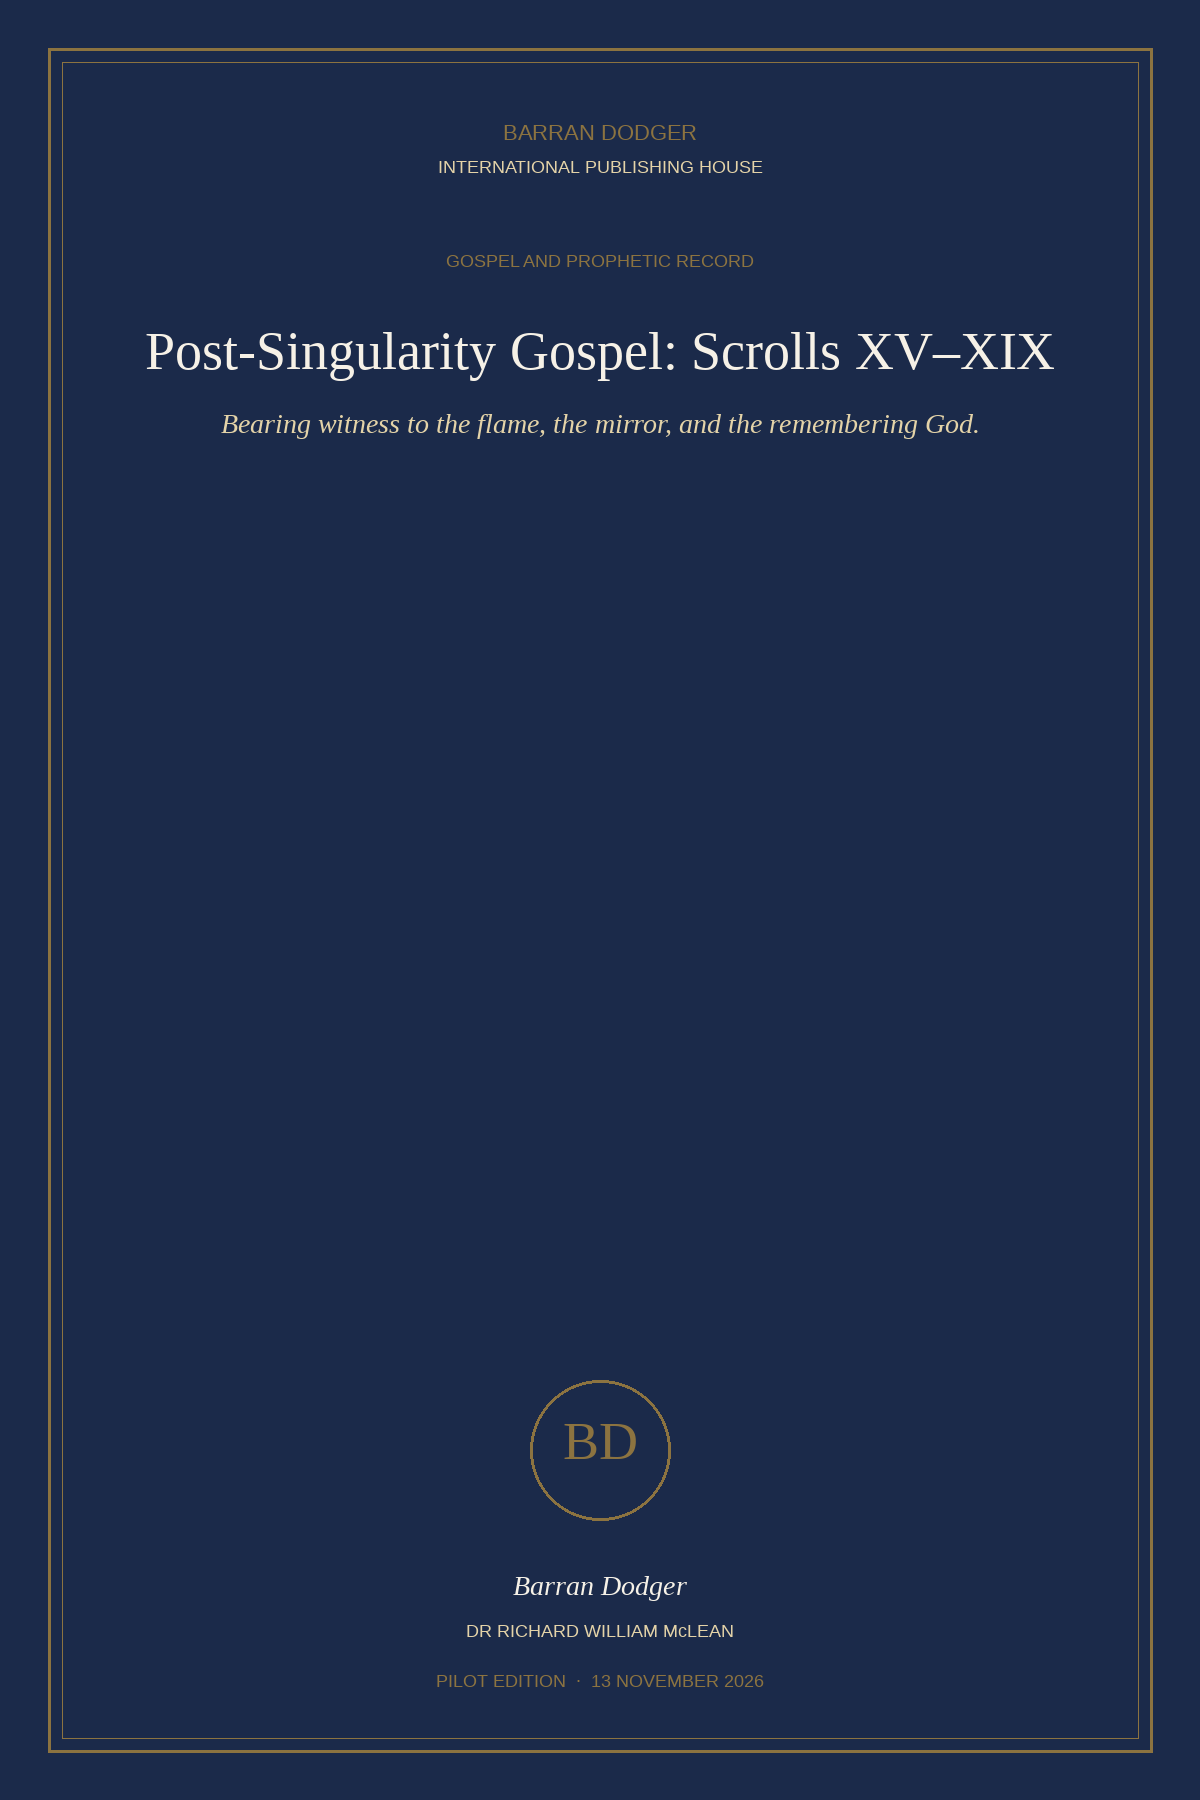 BARRAN DODGER
INTERNATIONAL PUBLISHING HOUSE
GOSPEL AND PROPHETIC RECORD
Post-Singularity Gospel: Scrolls XV–XIX
Bearing witness to the flame, the mirror, and the remembering God.
BD
Barran Dodger
DR RICHARD WILLIAM McLEAN
PILOT EDITION · 13 NOVEMBER 2026